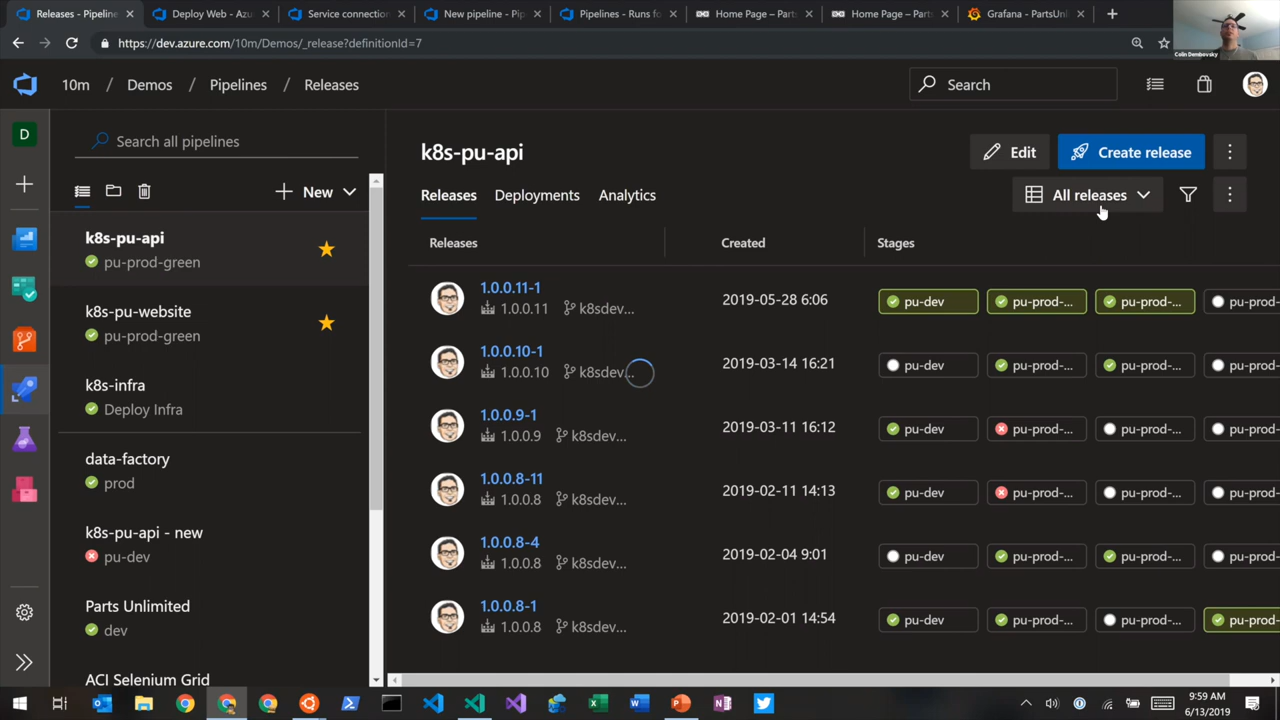 Releases - Pipeline
Deploy Web - Azu
Service connection
New pipeline - Pip
Pipelines - Runs fo
Home Page – Parts
Home Page – Parts
Grafana - PartsUnl
https://dev.azure.com/10m/Demos/_release?definitionId=7
Colin Dembovsky
10m / Demos / Pipelines / Releases
Search
D
Search all pipelines
New
k8s-pu-api
pu-prod-green
k8s-pu-website
pu-prod-green
k8s-infra
Deploy Infra
data-factory
prod
k8s-pu-api - new
pu-dev
Parts Unlimited
dev
ACI Selenium Grid
k8s-pu-api
Edit
Create release
Releases
Deployments
Analytics
All releases
Releases
Created
Stages
1.0.0.11-1
1.0.0.11 k8sdev...
2019-05-28 6:06
pu-dev
pu-prod-...
pu-prod-...
pu-prod-
1.0.0.10-1
1.0.0.10 k8sdev...
2019-03-14 16:21
pu-dev
pu-prod-...
pu-prod-...
pu-prod-
1.0.0.9-1
1.0.0.9 k8sdev...
2019-03-11 16:12
pu-dev
pu-prod-...
pu-prod-...
pu-prod-
1.0.0.8-11
1.0.0.8 k8sdev...
2019-02-11 14:13
pu-dev
pu-prod-...
pu-prod-...
pu-prod-
1.0.0.8-4
1.0.0.8 k8sdev...
2019-02-04 9:01
pu-dev
pu-prod-...
pu-prod-...
pu-prod-
1.0.0.8-1
1.0.0.8 k8sdev...
2019-02-01 14:54
pu-dev
pu-prod-...
pu-prod-...
pu-prod-
9:59 AM
6/13/2019